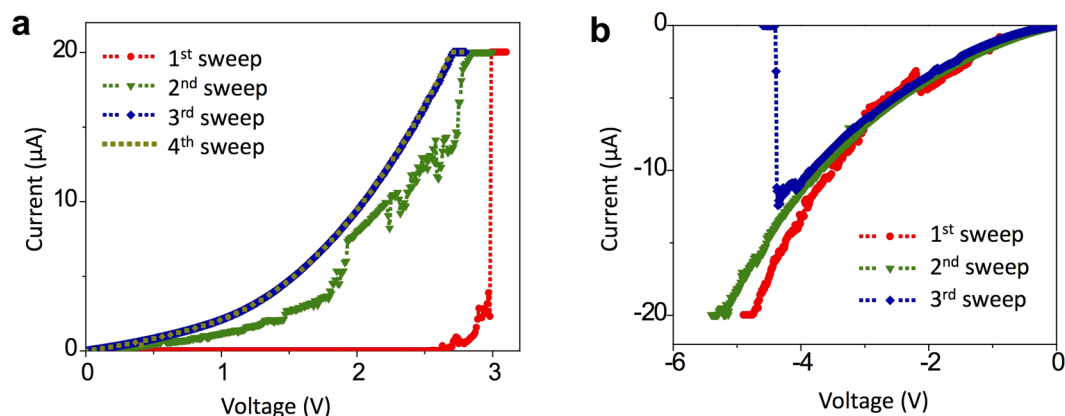 a
20
10
0
Current (µA)
1st sweep
2nd sweep
3rd sweep
4th sweep
0
1
2
3
Voltage (V)
b
0
-10
-20
Current (µA)
1st sweep
2nd sweep
3rd sweep
-6
-4
-2
0
Voltage (V)